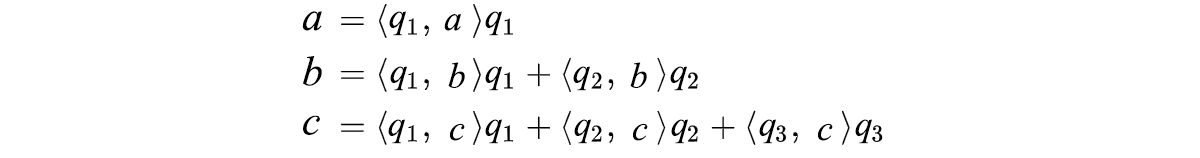 a = ⟨q₁, a⟩q₁
b = ⟨q₁, b⟩q₁ + ⟨q₂, b⟩q₂
c = ⟨q₁, c⟩q₁ + ⟨q₂, c⟩q₂ + ⟨q₃, c⟩q₃